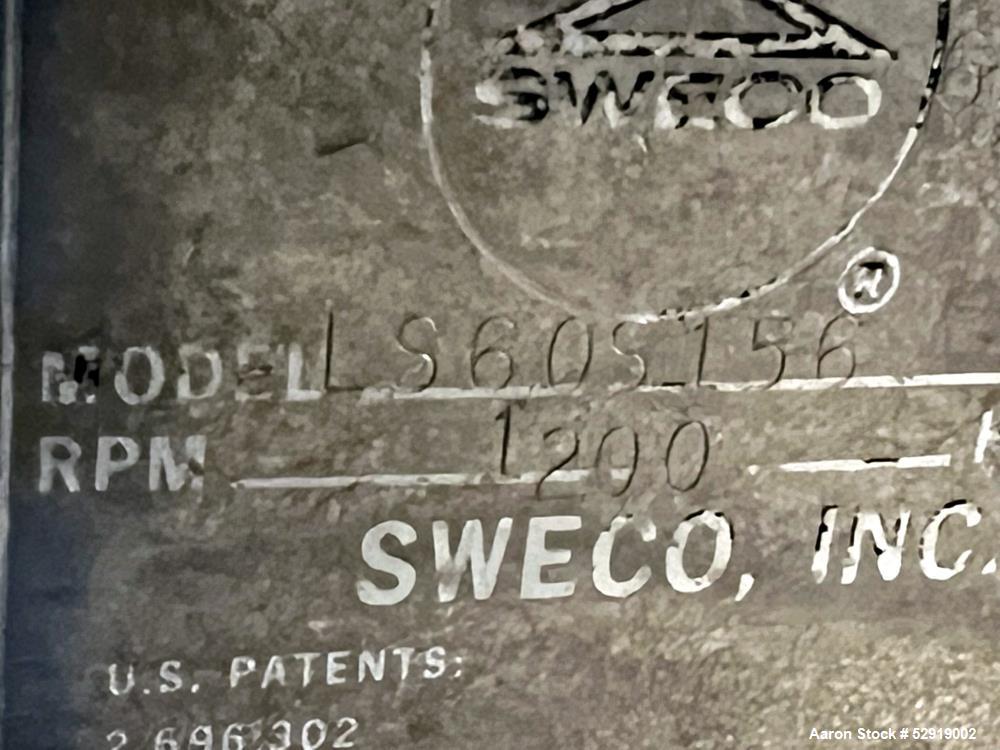 SWECO
®
MODEL LS60S156
RPM 1200
SWECO, INC.
U.S. PATENTS:
2,696,302
Aaron Stock # 52919002